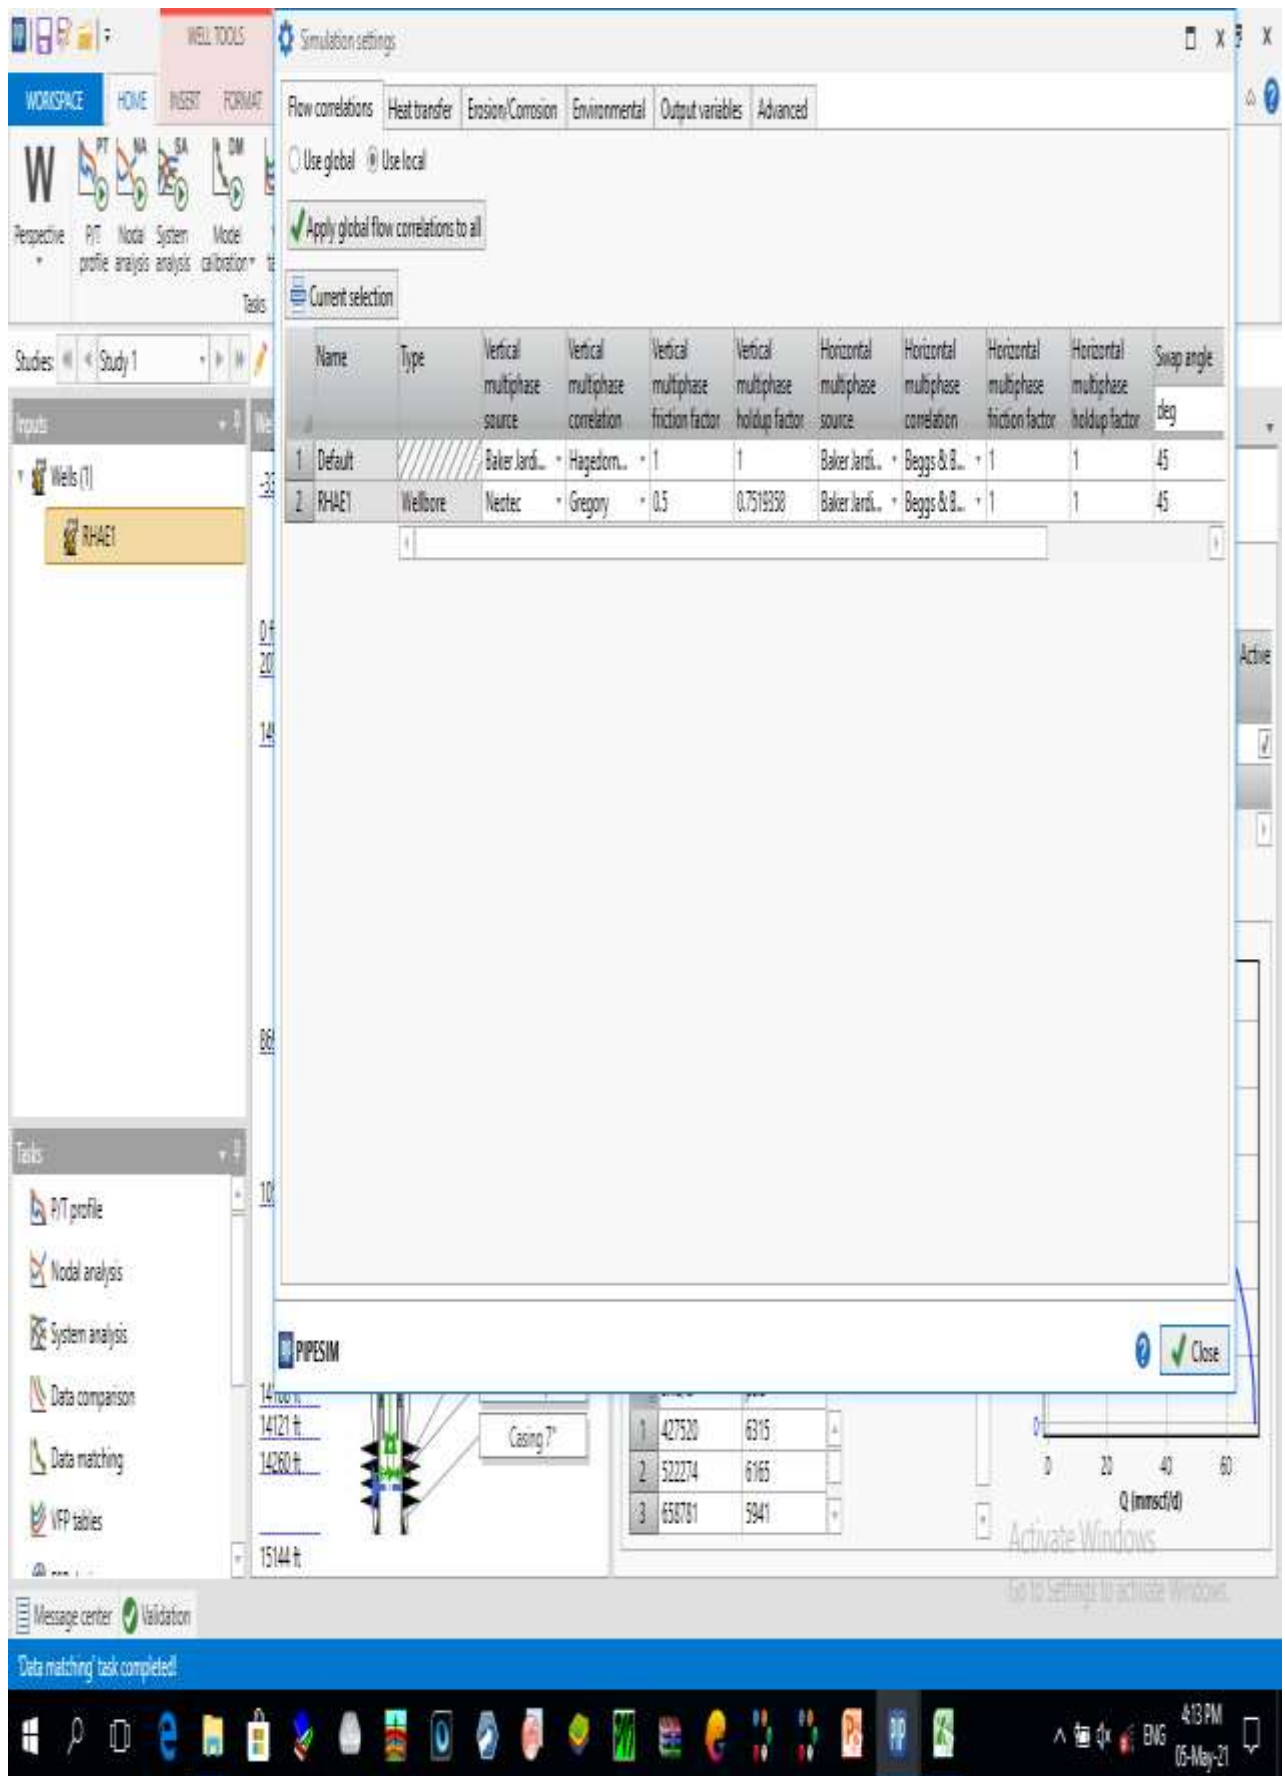 WELL TOOLS
Simulation settings
WORKSPACE HOME INSERT FORMAT
Flow correlations Heat transfer Erosion/Corrosion Environmental Output variables Advanced
Use global Use local
PT NA SA DM
W
Apply global flow correlations to all
Perspective P/T profile Nodal analysis System analysis Model calibration
Tasks
Current selection
Studies: Study 1
Name Type Vertical multiphase source Vertical multiphase correlation Vertical multiphase friction factor Vertical multiphase holdup factor Horizontal multiphase source Horizontal multiphase correlation Horizontal multiphase friction factor Horizontal multiphase holdup factor Swap angle
deg
1 Default Baker Jardi... Hagedorn... 1 1 Baker Jardi... Beggs & B... 1 1 45
2 RHAE1 Wellbore Neotec Gregory 0.5 0.7519358 Baker Jardi... Beggs & B... 1 1 45
Inputs
Wells (1)
RHAE1
Active
Tasks
P/T profile
Nodal analysis
System analysis
Data comparison
Data matching
VFP tables
PIPESIM
Close
14121 ft
14260 ft
15144 ft
Casing 7"
1 427520 6315
2 522274 6165
3 658781 5941
0
0 20 40 60
Q (mmscf/d)
Activate Windows
Go to Settings to activate Windows.
Message center Validation
'Data matching' task completed!
ENG
4:13 PM
05-May-21